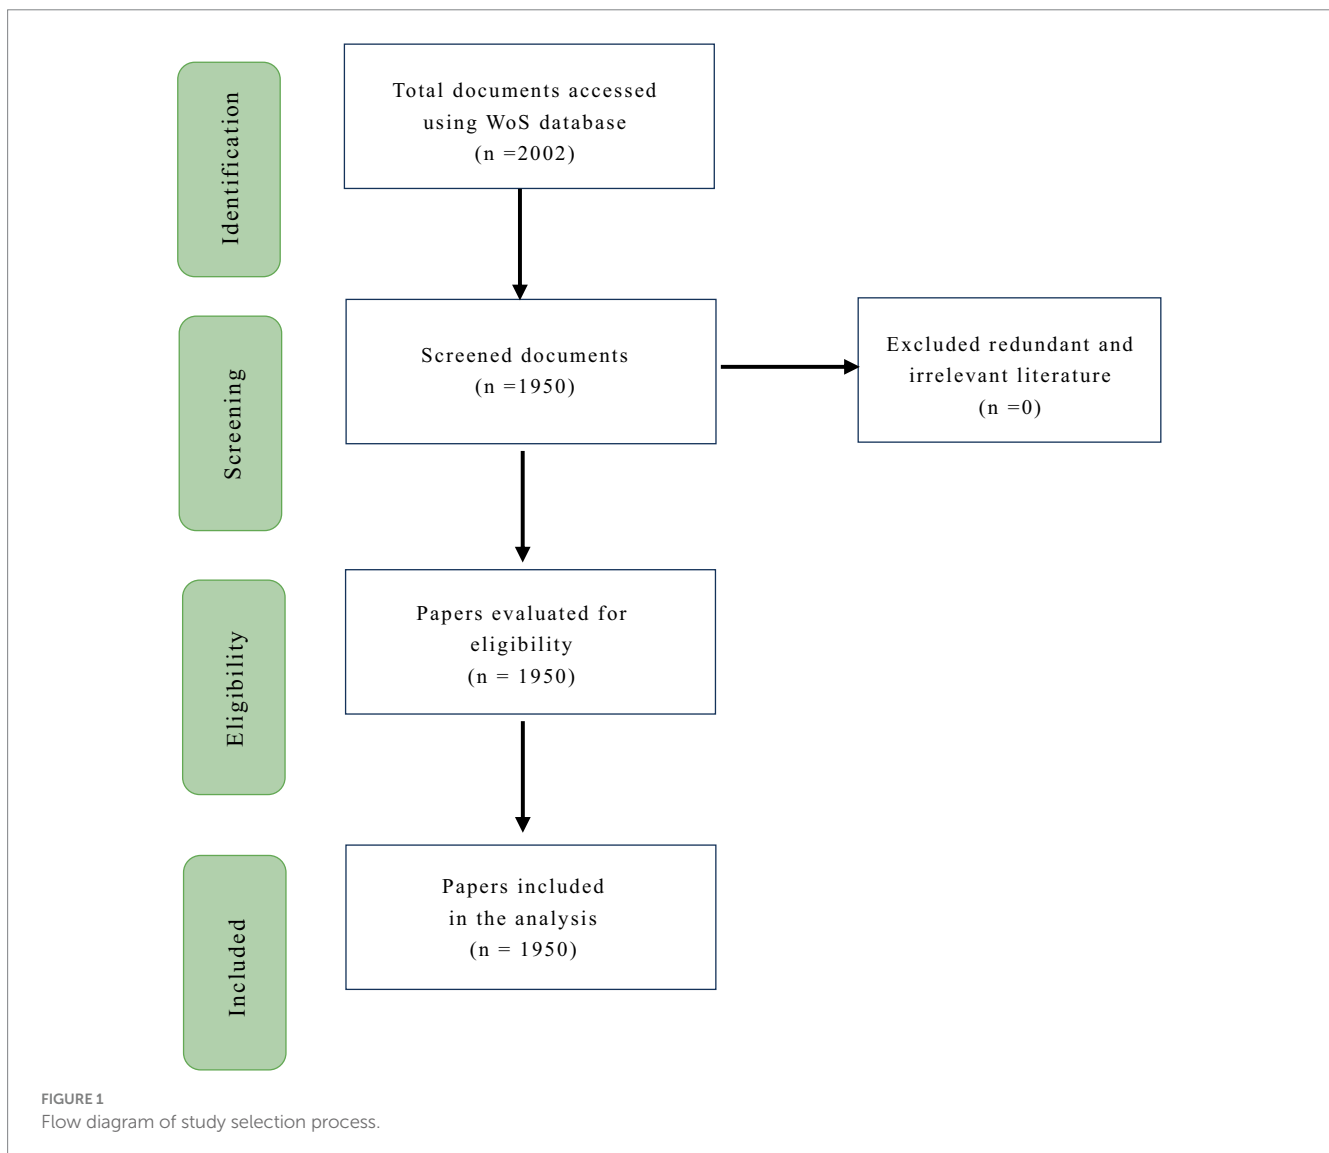 Identification
Total documents accessed
using WoS database
(n =2002)
Screening
Screened documents
(n =1950)
Excluded redundant and
irrelevant literature
(n =0)
Eligibility
Papers evaluated for
eligibility
(n = 1950)
Included
Papers included
in the analysis
(n = 1950)
FIGURE 1
Flow diagram of study selection process.